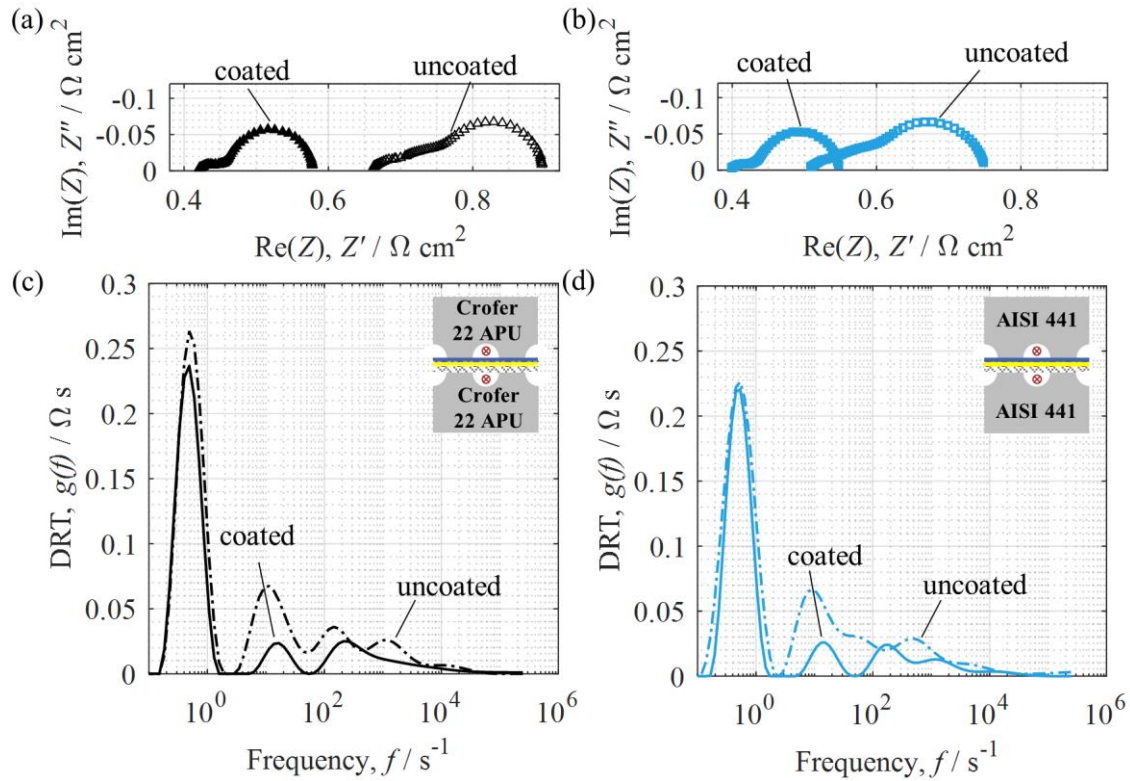 (a)
coated
uncoated
Im(Z), Z″ / Ω cm²
-0.1
-0.05
0
0.4
0.6
0.8
Re(Z), Z′ / Ω cm²
(b)
coated
uncoated
Im(Z), Z″ / Ω cm²
-0.1
-0.05
0
0.4
0.6
0.8
Re(Z), Z′ / Ω cm²
(c)
DRT, g(f) / Ω s
0.3
0.25
0.2
0.15
0.1
0.05
0
Crofer
22 APU
Crofer
22 APU
coated
uncoated
10⁰
10²
10⁴
10⁶
Frequency, f / s⁻¹
(d)
DRT, g(f) / Ω s
0.3
0.25
0.2
0.15
0.1
0.05
0
AISI 441
AISI 441
coated
uncoated
10⁰
10²
10⁴
10⁶
Frequency, f / s⁻¹